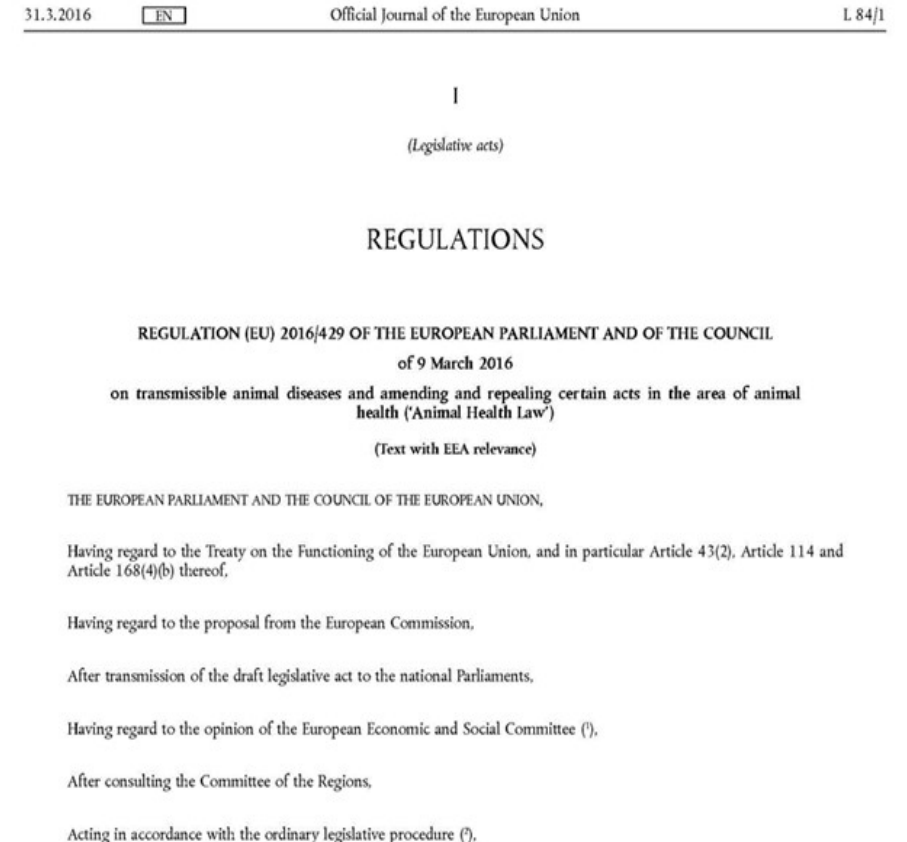 31.3.2016 EN Official Journal of the European Union L 84/1
I
(Legislative acts)
REGULATIONS
REGULATION (EU) 2016/429 OF THE EUROPEAN PARLIAMENT AND OF THE COUNCIL
of 9 March 2016
on transmissible animal diseases and amending and repealing certain acts in the area of animal
health (‘Animal Health Law’)
(Text with EEA relevance)
THE EUROPEAN PARLIAMENT AND THE COUNCIL OF THE EUROPEAN UNION,
Having regard to the Treaty on the Functioning of the European Union, and in particular Article 43(2), Article 114 and
Article 168(4)(b) thereof,
Having regard to the proposal from the European Commission,
After transmission of the draft legislative act to the national Parliaments,
Having regard to the opinion of the European Economic and Social Committee (¹),
After consulting the Committee of the Regions,
Acting in accordance with the ordinary legislative procedure (²),